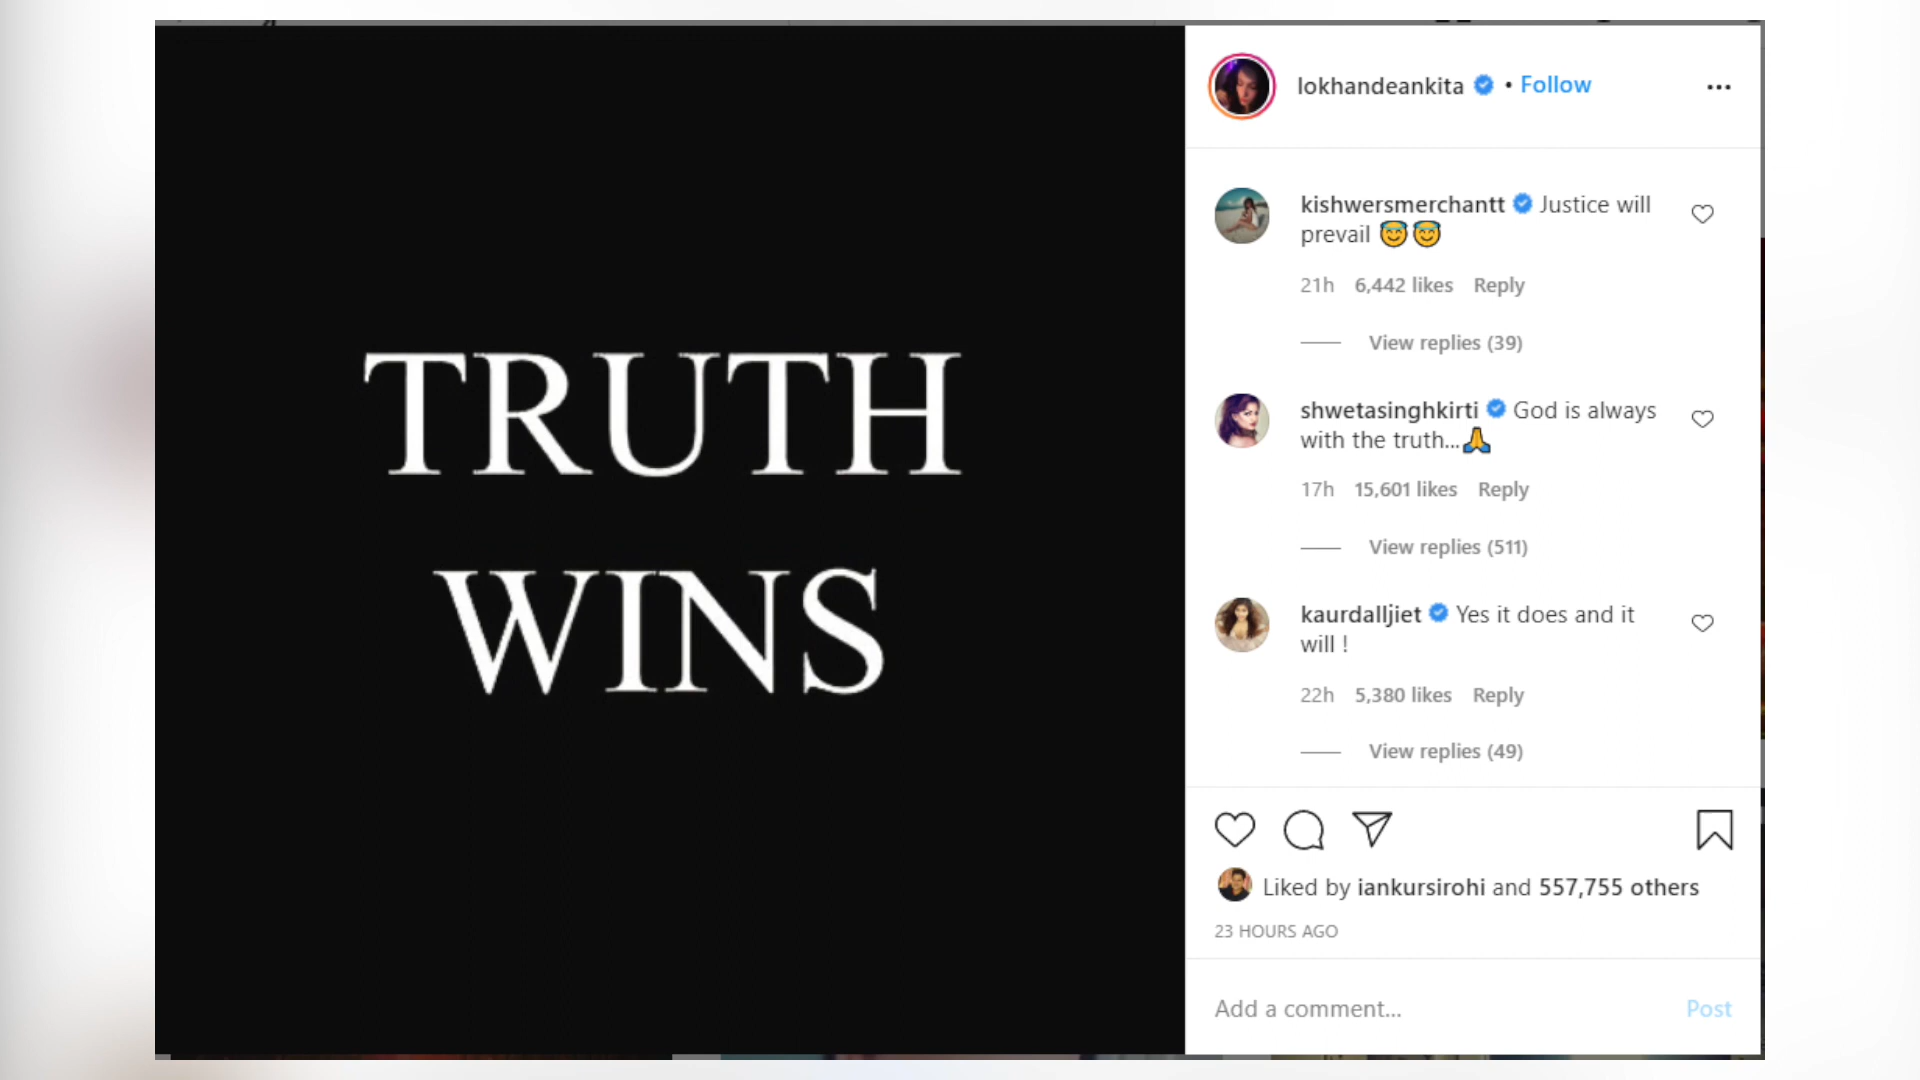 TRUTH
WINS
lokhandeankita • Follow
kishwersmerchantt Justice will
prevail 😇😇
21h 6,442 likes Reply
View replies (39)
shwetasinghkirti God is always
with the truth...🙏
17h 15,601 likes Reply
View replies (511)
kaurdalljiet Yes it does and it
will !
22h 5,380 likes Reply
View replies (49)
Liked by iankursirohi and 557,755 others
23 HOURS AGO
Add a comment... Post